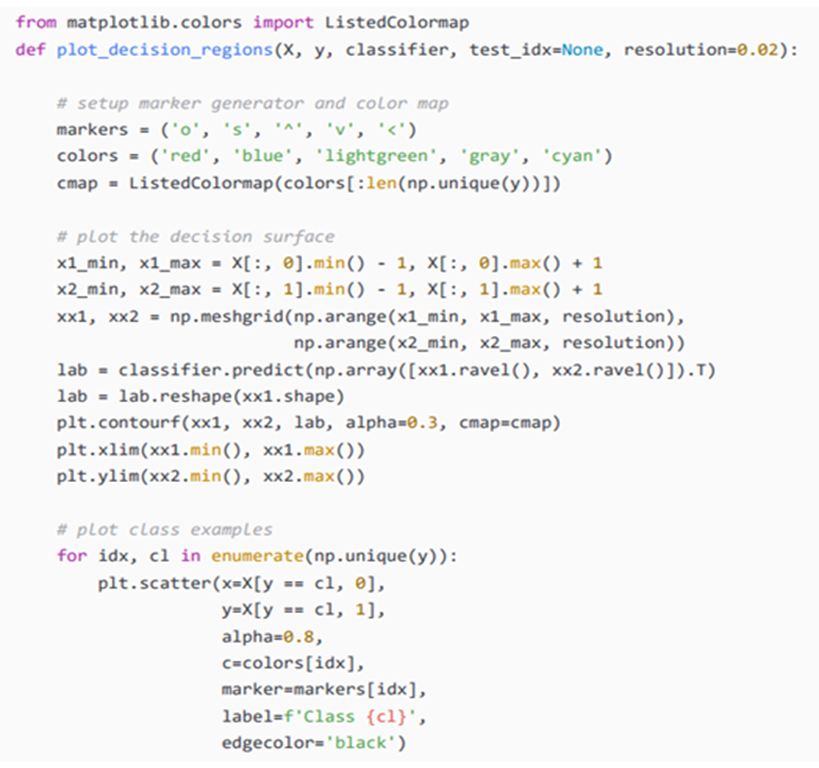 from matplotlib.colors import ListedColormap
def plot_decision_regions(X, y, classifier, test_idx=None, resolution=0.02):
# setup marker generator and color map
markers = ('o', 's', '^', 'v', '<')
colors = ('red', 'blue', 'lightgreen', 'gray', 'cyan')
cmap = ListedColormap(colors[:len(np.unique(y))])
# plot the decision surface
x1_min, x1_max = X[:, 0].min() - 1, X[:, 0].max() + 1
x2_min, x2_max = X[:, 1].min() - 1, X[:, 1].max() + 1
xx1, xx2 = np.meshgrid(np.arange(x1_min, x1_max, resolution),
np.arange(x2_min, x2_max, resolution))
lab = classifier.predict(np.array([xx1.ravel(), xx2.ravel()]).T)
lab = lab.reshape(xx1.shape)
plt.contourf(xx1, xx2, lab, alpha=0.3, cmap=cmap)
plt.xlim(xx1.min(), xx1.max())
plt.ylim(xx2.min(), xx2.max())
# plot class examples
for idx, cl in enumerate(np.unique(y)):
plt.scatter(x=X[y == cl, 0],
y=X[y == cl, 1],
alpha=0.8,
c=colors[idx],
marker=markers[idx],
label=f'Class {cl}',
edgecolor='black')